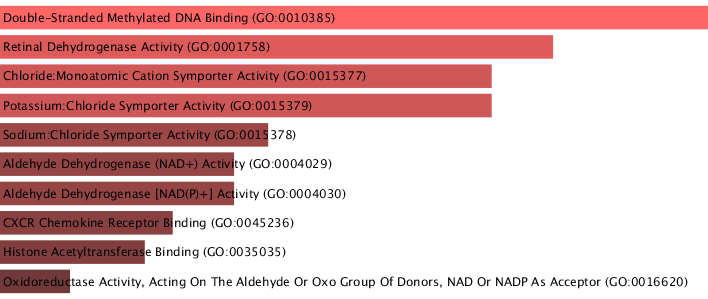 Double-Stranded Methylated DNA Binding (GO:0010385)
Retinal Dehydrogenase Activity (GO:0001758)
Chloride:Monoatomic Cation Symporter Activity (GO:0015377)
Potassium:Chloride Symporter Activity (GO:0015379)
Sodium:Chloride Symporter Activity (GO:0015378)
Aldehyde Dehydrogenase (NAD+) Activity (GO:0004029)
Aldehyde Dehydrogenase [NAD(P)+] Activity (GO:0004030)
CXCR Chemokine Receptor Binding (GO:0045236)
Histone Acetyltransferase Binding (GO:0035035)
Oxidoreductase Activity, Acting On The Aldehyde Or Oxo Group Of Donors, NAD Or NADP As Acceptor (GO:0016620)